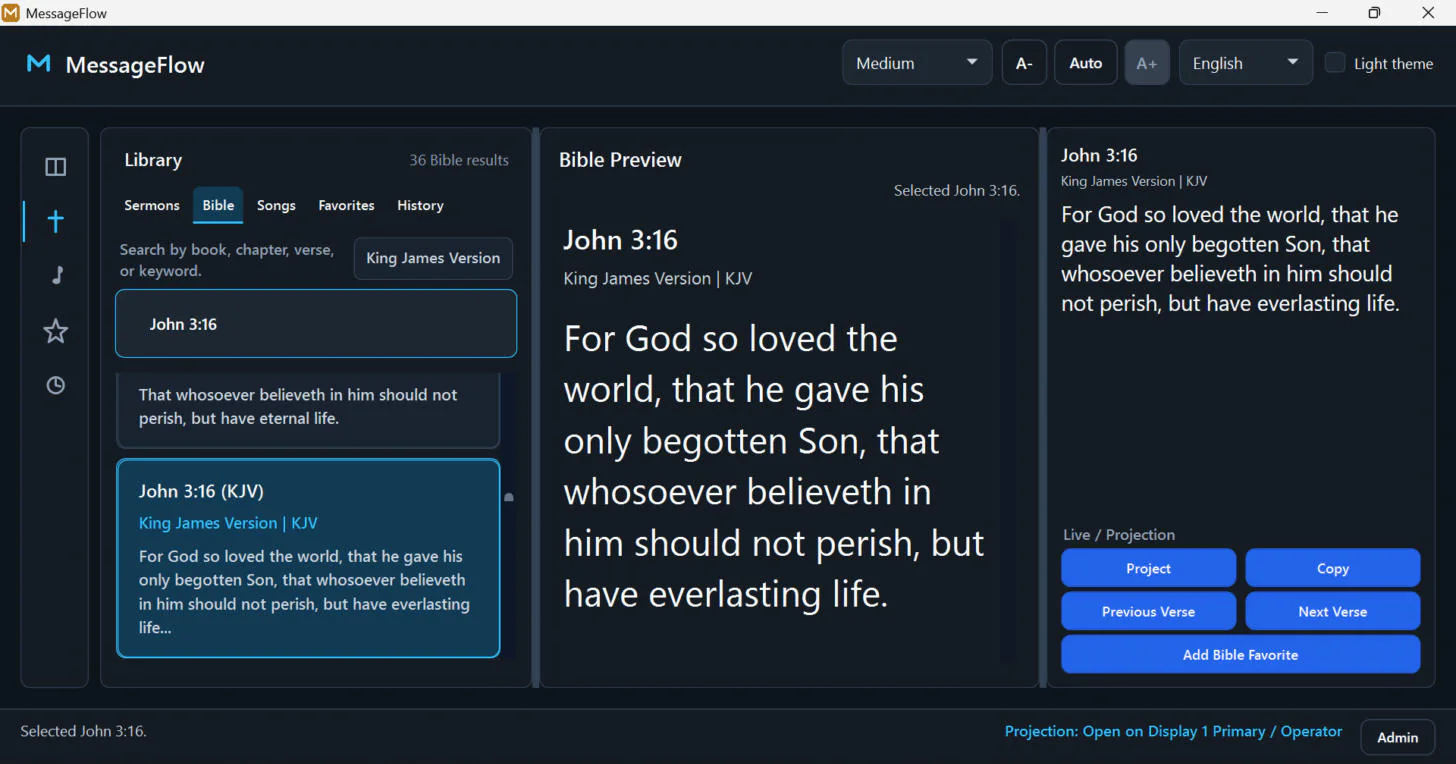 MessageFlow
MessageFlow
Medium
A-
Auto
A+
English
Light theme
Library
36 Bible results
Sermons
Bible
Songs
Favorites
History
Search by book, chapter, verse,
or keyword.
King James Version
John 3:16
That whosoever believeth in him should not
perish, but have eternal life.
John 3:16 (KJV)
King James Version | KJV
For God so loved the world, that he gave his
only begotten Son, that whosoever believeth
in him should not perish, but have everlasting
life...
Bible Preview
Selected John 3:16.
John 3:16
King James Version | KJV
For God so loved the
world, that he gave his
only begotten Son, that
whosoever believeth in
him should not perish, but
have everlasting life.
John 3:16
King James Version | KJV
For God so loved the world, that he
gave his only begotten Son, that
whosoever believeth in him should
not perish, but have everlasting life.
Live / Projection
Project
Copy
Previous Verse
Next Verse
Add Bible Favorite
Selected John 3:16.
Projection: Open on Display 1 Primary / Operator
Admin